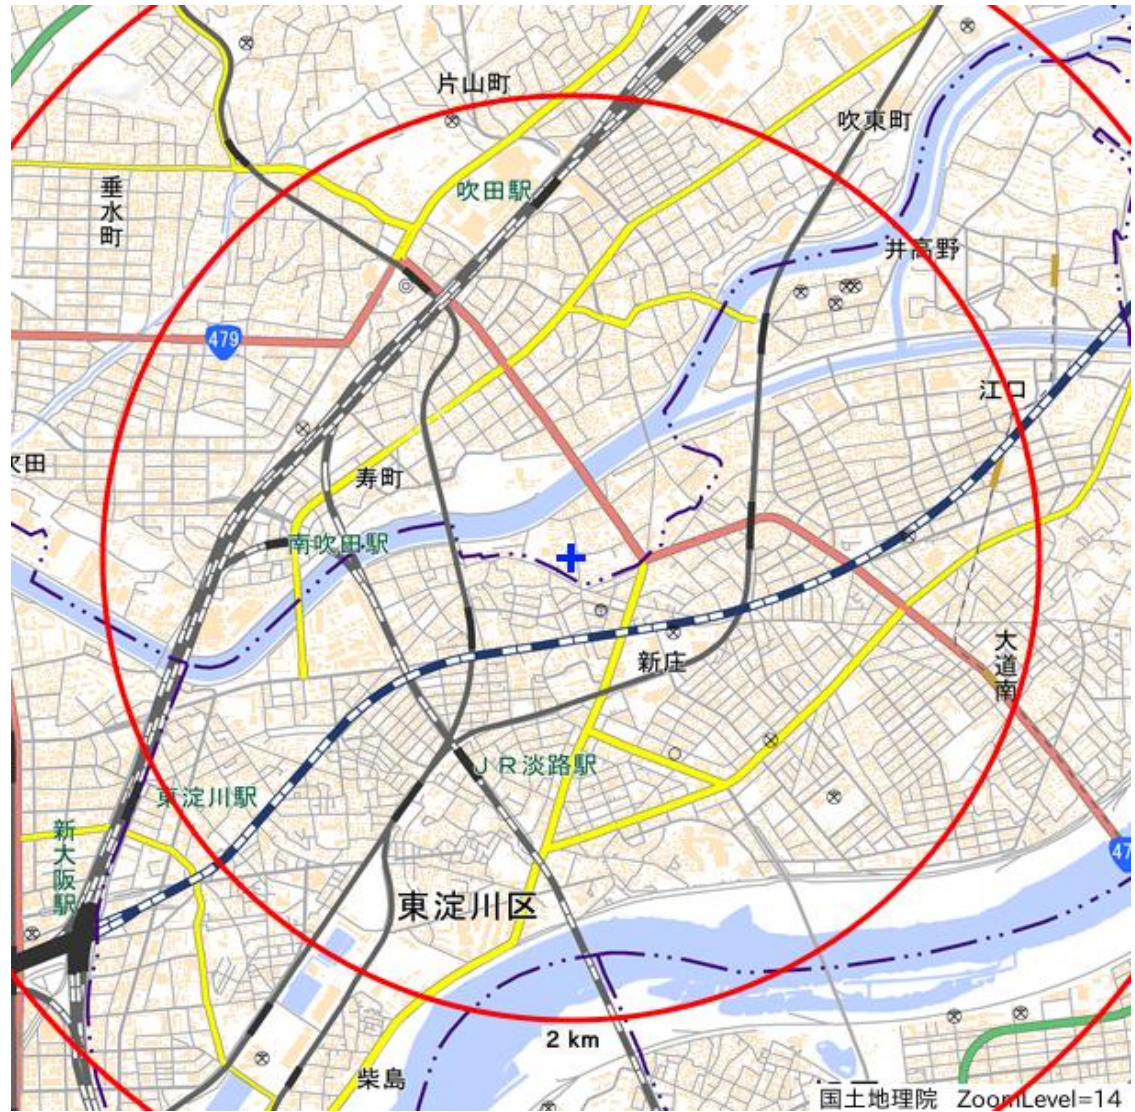 片山町
吹東町
垂水町
吹田駅
井高野
479
江口
寿町
南吹田駅
新庄
大道南
JR淡路駅
東淀川駅
新大阪駅
東淀川区
2 km
柴島
国土地理院 ZoomLevel=14